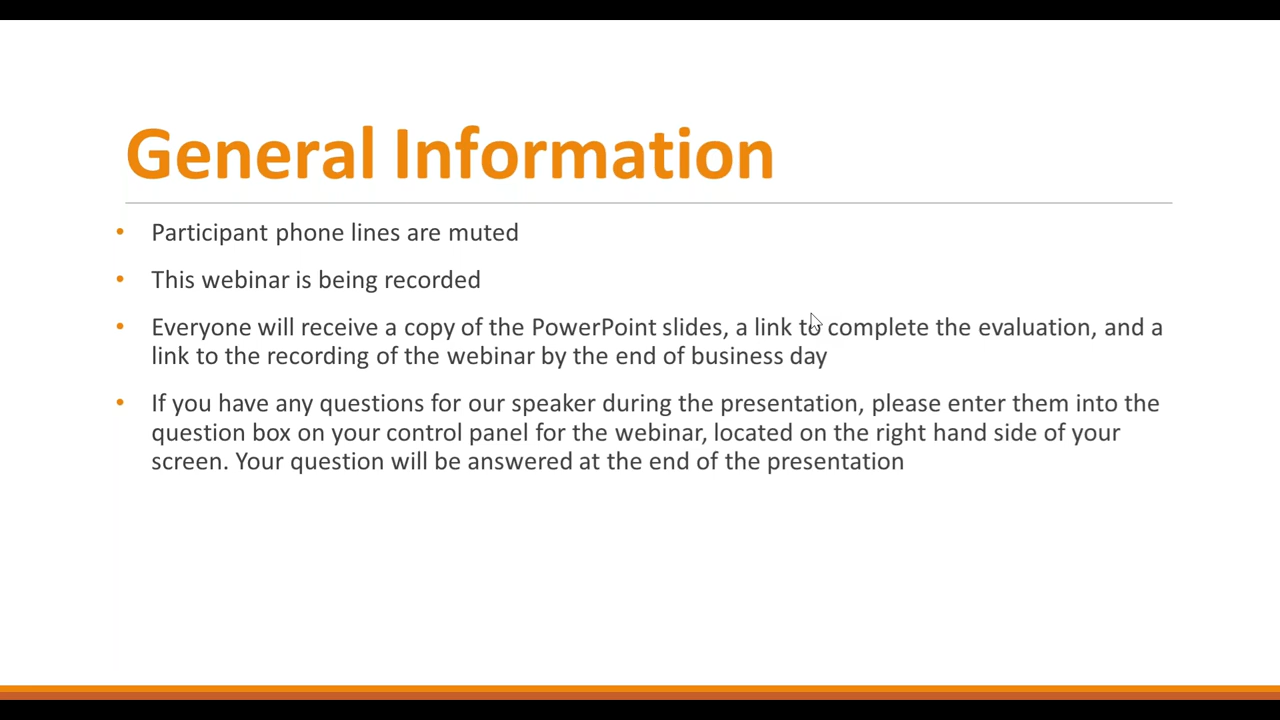 General Information
• Participant phone lines are muted
• This webinar is being recorded
• Everyone will receive a copy of the PowerPoint slides, a link to complete the evaluation, and a
link to the recording of the webinar by the end of business day
• If you have any questions for our speaker during the presentation, please enter them into the
question box on your control panel for the webinar, located on the right hand side of your
screen. Your question will be answered at the end of the presentation